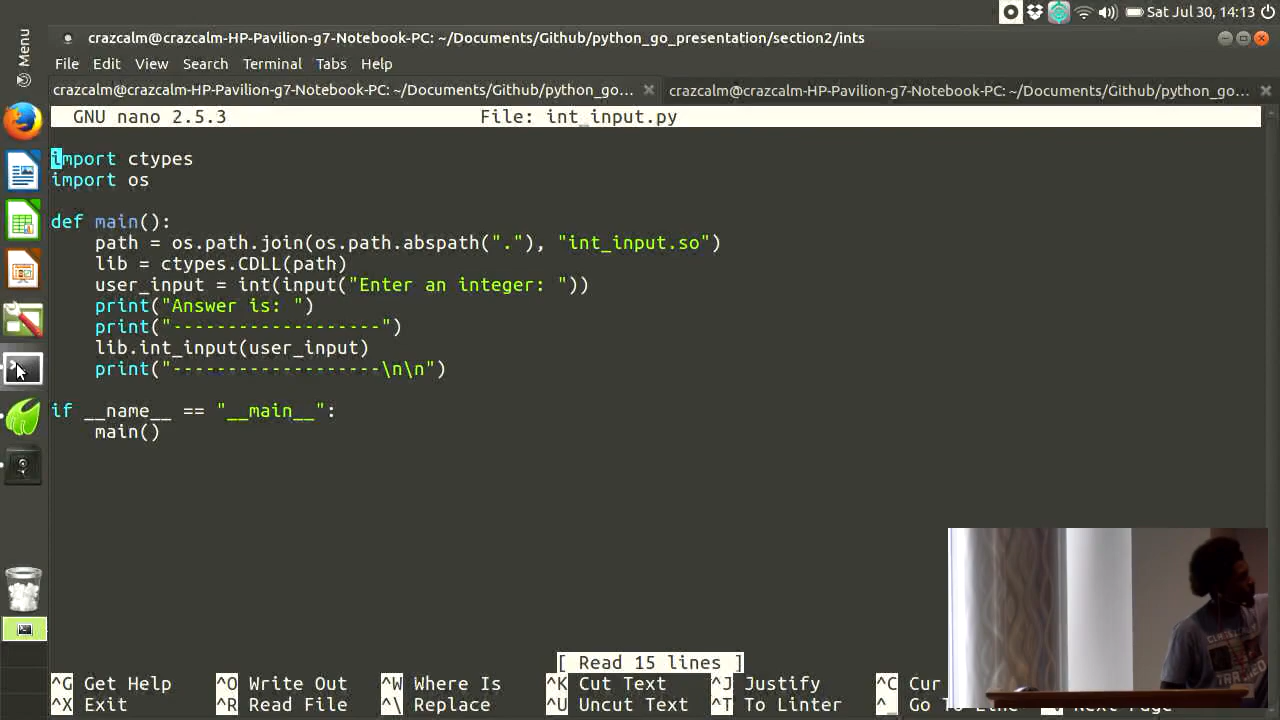 Sat Jul 30, 14:13
Menu
crazcalm@crazcalm-HP-Pavilion-g7-Notebook-PC: ~/Documents/Github/python_go_presentation/section2/ints
File Edit View Search Terminal Tabs Help
crazcalm@crazcalm-HP-Pavilion-g7-Notebook-PC: ~/Documents/Github/python_go... crazcalm@crazcalm-HP-Pavilion-g7-Notebook-PC: ~/Documents/Github/python_go...
GNU nano 2.5.3 File: int_input.py
import ctypes
import os
def main():
path = os.path.join(os.path.abspath("."), "int_input.so")
lib = ctypes.CDLL(path)
user_input = int(input("Enter an integer: "))
print("Answer is: ")
print("-------------------")
lib.int_input(user_input)
print("-------------------\n\n")
if __name__ == "__main__":
main()
[ Read 15 lines ]
^G Get Help ^O Write Out ^W Where Is ^K Cut Text ^J Justify ^C Cur
^X Exit ^R Read File ^\ Replace ^U Uncut Text ^T To Linter ^_ Go To Line Next Page